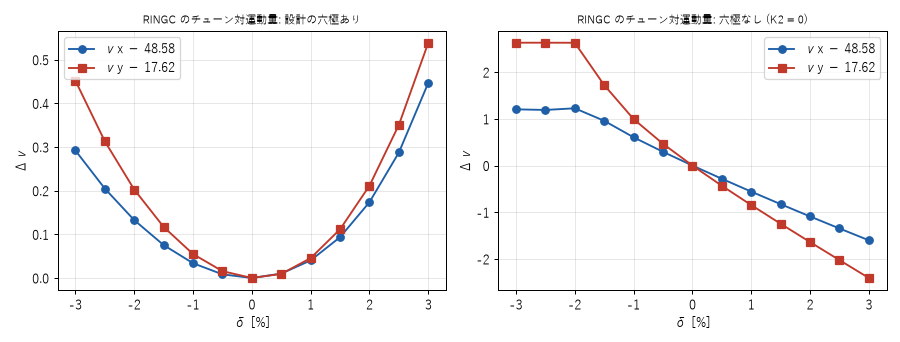 RINGC のチューン対運動量: 設計の六極あり
ν x − 48.58
ν y − 17.62
0.5
0.4
0.3
0.2
0.1
0.0
Δ ν
-3
-2
-1
0
1
2
3
δ [%]
RINGC のチューン対運動量: 六極なし (K2 = 0)
ν x − 48.58
ν y − 17.62
2
1
0
-1
-2
Δ ν
-3
-2
-1
0
1
2
3
δ [%]